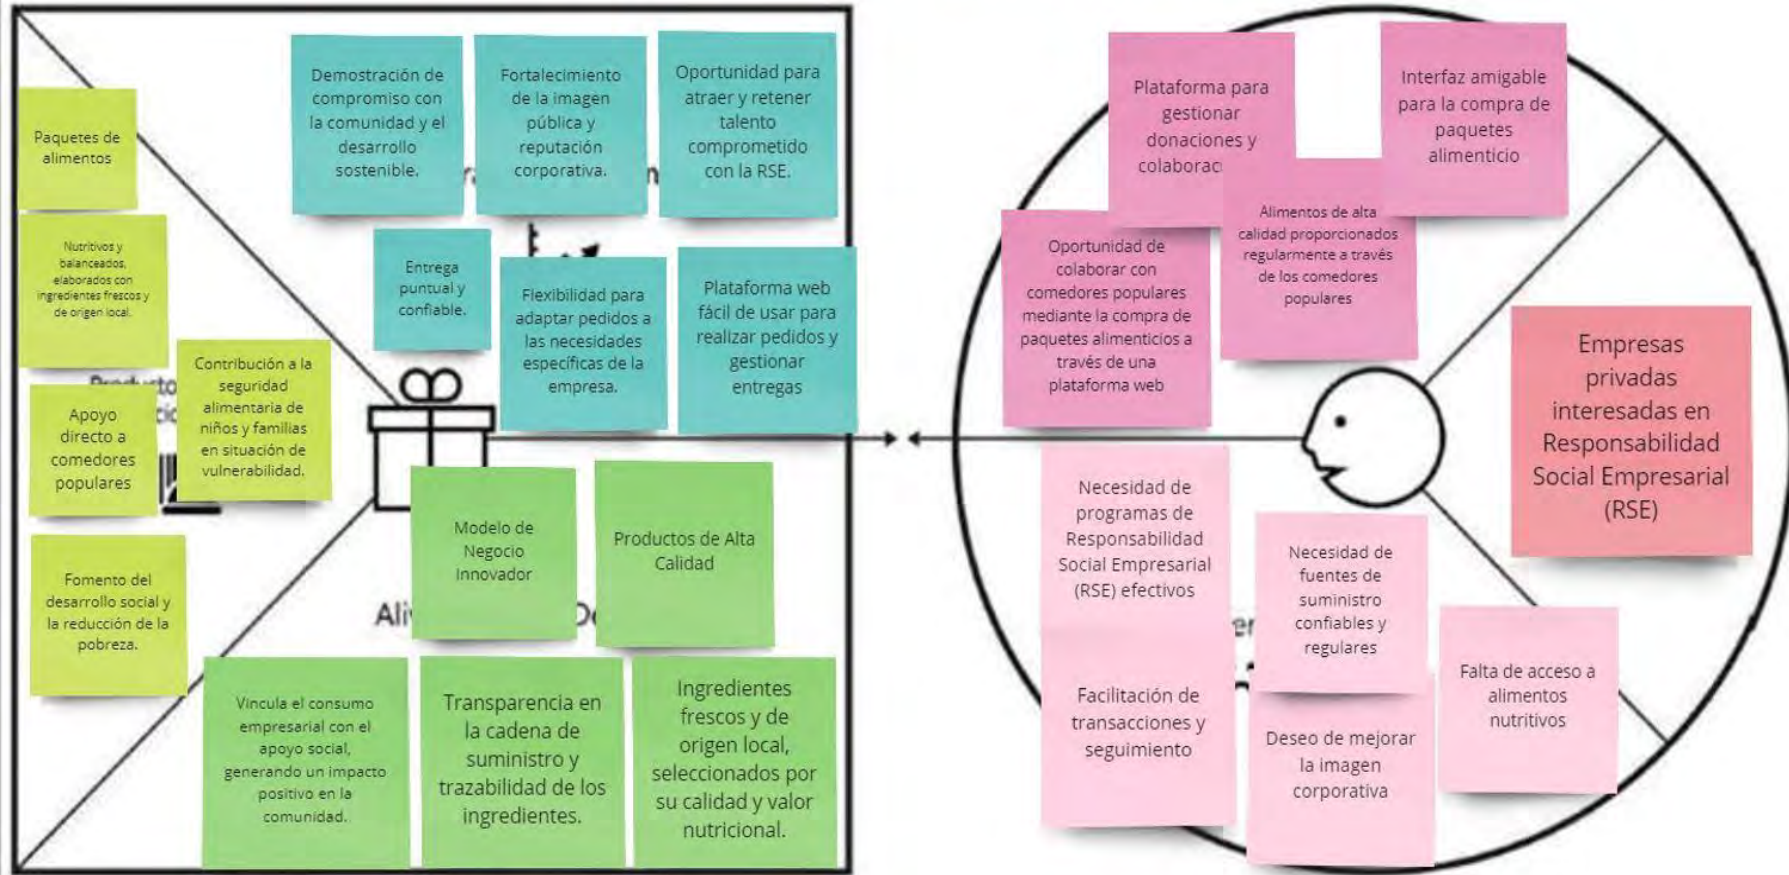 Paquetes de
alimentos
Nutritivos y
balanceados,
elaborados con
ingredientes frescos y
de origen local.
Contribución a la
seguridad
alimentaria de
niños y familias
en situación de
vulnerabilidad.
Apoyo
directo a
comedores
populares
Fomento del
desarrollo social y
la reducción de la
pobreza.
Demostración de
compromiso con
la comunidad y el
desarrollo
sostenible.
Fortalecimiento
de la imagen
pública y
reputación
corporativa.
Oportunidad para
atraer y retener
talento
comprometido
con la RSE.
Entrega
puntual y
confiable.
Flexibilidad para
adaptar pedidos a
las necesidades
específicas de la
empresa.
Plataforma web
fácil de usar para
realizar pedidos y
gestionar
entregas
Modelo de
Negocio
Innovador
Productos de Alta
Calidad
Vincula el consumo
empresarial con el
apoyo social,
generando un impacto
positivo en la
comunidad.
Transparencia en
la cadena de
suministro y
trazabilidad de los
ingredientes.
Ingredientes
frescos y de
origen local,
seleccionados por
su calidad y valor
nutricional.
Plataforma para
gestionar
donaciones y
Interfaz amigable
para la compra de
paquetes
alimenticio
Oportunidad de
colaborar con
comedores populares
mediante la compra de
paquetes alimenticios a
través de una
plataforma web
Alimentos de alta
calidad proporcionados
regularmente a través
de los comedores
populares
Empresas
privadas
interesadas en
Responsabilidad
Social Empresarial
(RSE)
Necesidad de
programas de
Responsabilidad
Social Empresarial
(RSE) efectivos
Necesidad de
fuentes de
suministro
confiables y
regulares
Facilitación de
transacciones y
seguimiento
Deseo de mejorar
la imagen
corporativa
Falta de acceso a
alimentos
nutritivos